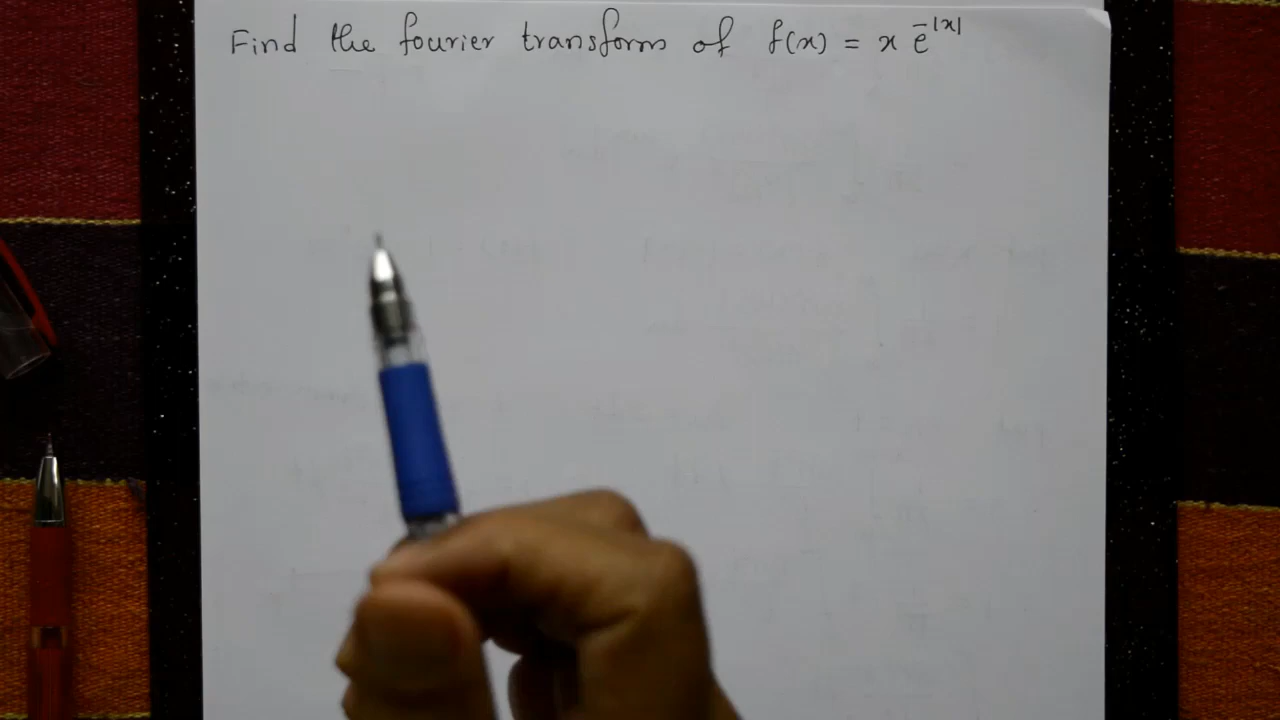 Find the fourier transform of f(x) = x e^{-|x|}